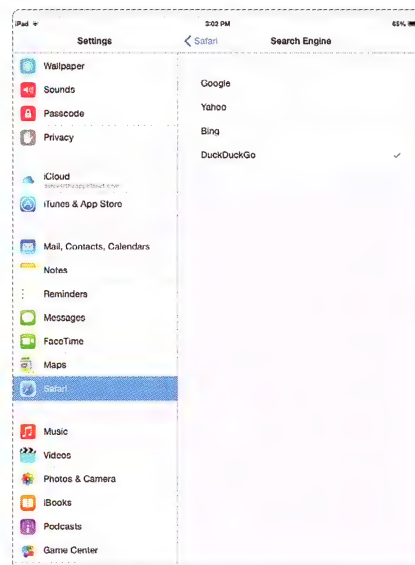 iPad
3:02 PM
65%
Settings
Safari
Search Engine
Wallpaper
Sounds
Passcode
Privacy
iCloud
iTunes & App Store
Mail, Contacts, Calendars
Notes
Reminders
Messages
FaceTime
Maps
Safari
Music
Videos
Photos & Camera
iBooks
Podcasts
Game Center
Google
Yahoo
Bing
DuckDuckGo